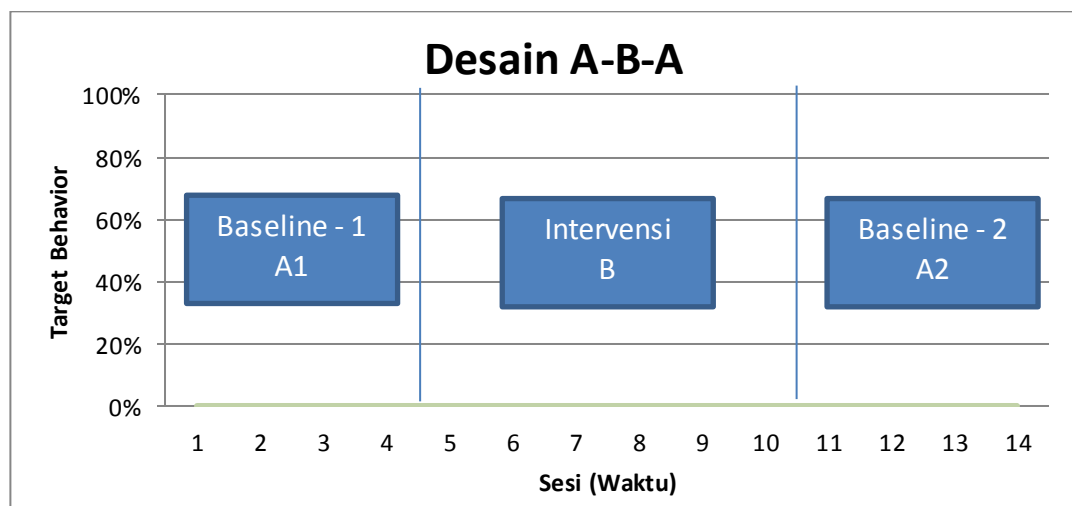 Desain A-B-A
100%
80%
60%
40%
20%
0%
Target Behavior
Baseline - 1
A1
Intervensi
B
Baseline - 2
A2
1 2 3 4 5 6 7 8 9 10 11 12 13 14
Sesi (Waktu)